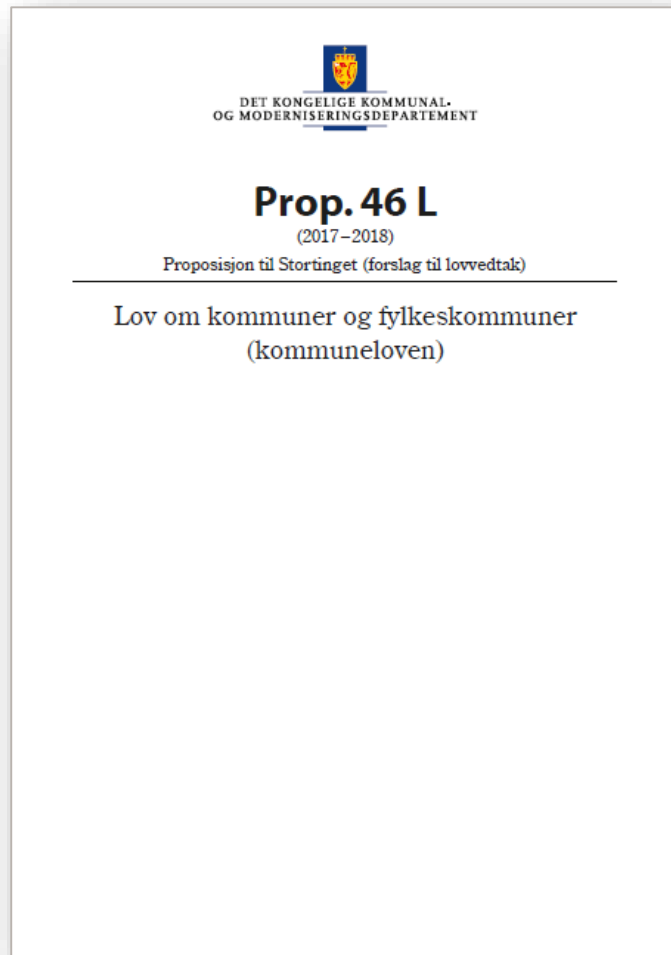 DET KONGELIGE KOMMUNAL-
OG MODERNISERINGSDEPARTEMENT
Prop. 46 L
(2017–2018)
Proposisjon til Stortinget (forslag til lovvedtak)
Lov om kommuner og fylkeskommuner
(kommuneloven)